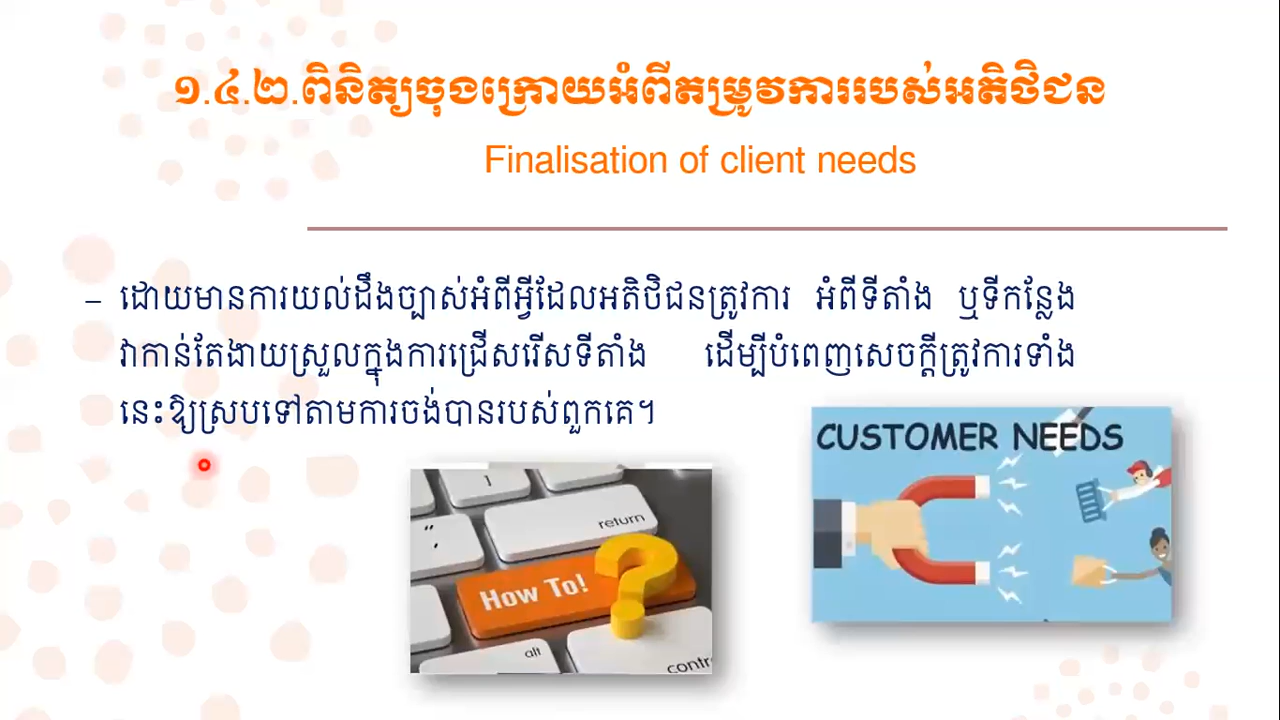 ១.៤.២.ពិនិត្យចុងក្រោយអំពីតម្រូវការរបស់អតិថិជន
Finalisation of client needs
– ដោយមានការយល់ដឹងច្បាស់អំពីអ្វីដែលអតិថិជនត្រូវការ អំពីទីតាំង ឬទីកន្លែង
វាកាន់តែងាយស្រួលក្នុងការជ្រើសរើសទីតាំង ដើម្បីបំពេញសេចក្តីត្រូវការទាំង
នេះឱ្យស្របទៅតាមការចង់បានរបស់ពួកគេ។
CUSTOMER NEEDS
return
How To!
alt
contro